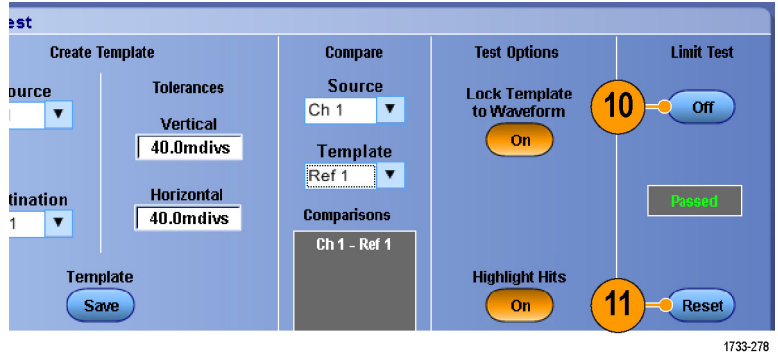 est
Create Template
Compare
Test Options
Limit Test
ource
Tolerances
Source
Lock Template
to Waveform
Ch 1
10
Off
Vertical
40.0mdivs
On
Template
Ref 1
tination
Horizontal
Passed
1
40.0mdivs
Comparisons
Ch 1 - Ref 1
Template
Highlight Hits
Save
On
11
Reset
1733-278